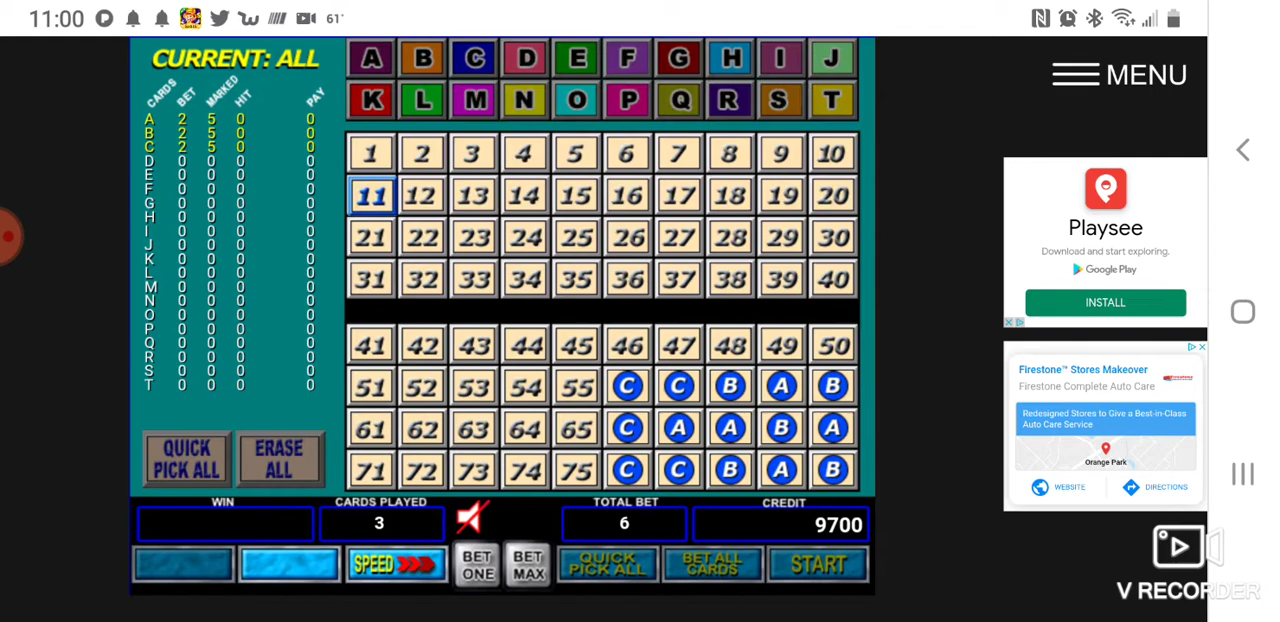 11:00 61°
CURRENT: ALL
A B C D E F G H I J
K L M N O P Q R S T
MENU
CARDS BET MARKED HIT PAY
A 2 5 0 0
B 2 5 0 0
C 2 5 0 0
D 0 0 0 0
E 0 0 0 0
F 0 0 0 0
G 0 0 0 0
H 0 0 0 0
I 0 0 0 0
J 0 0 0 0
K 0 0 0 0
L 0 0 0 0
M 0 0 0 0
N 0 0 0 0
O 0 0 0 0
P 0 0 0 0
Q 0 0 0 0
R 0 0 0 0
S 0 0 0 0
T 0 0 0 0
1 2 3 4 5 6 7 8 9 10
11 12 13 14 15 16 17 18 19 20
21 22 23 24 25 26 27 28 29 30
31 32 33 34 35 36 37 38 39 40
41 42 43 44 45 46 47 48 49 50
51 52 53 54 55 C C B A B
61 62 63 64 65 C A A B A
71 72 73 74 75 C C B A B
QUICK
PICK ALL
ERASE
ALL
WIN
CARDS PLAYED
3
TOTAL BET
6
CREDIT
9700
SPEED
BET
ONE
BET
MAX
QUICK
PICK ALL
BET ALL
CARDS
START
Playsee
Download and start exploring.
Google Play
INSTALL
Firestone™ Stores Makeover
Firestone Complete Auto Care
Redesigned Stores to Give a Best-in-Class
Auto Care Service
Orange Park
WEBSITE
DIRECTIONS
V RECORDER